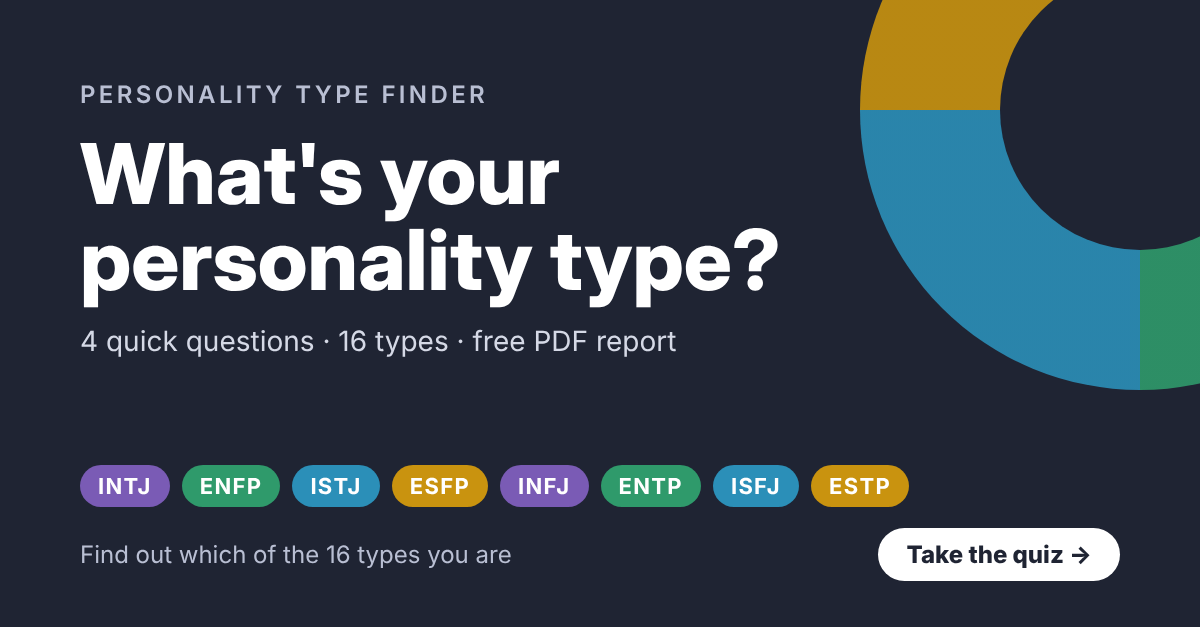 PERSONALITY TYPE FINDER
What's your
personality type?
4 quick questions · 16 types · free PDF report
INTJ ENFP ISTJ ESFP INFJ ENTP ISFJ ESTP
Find out which of the 16 types you are
Take the quiz →